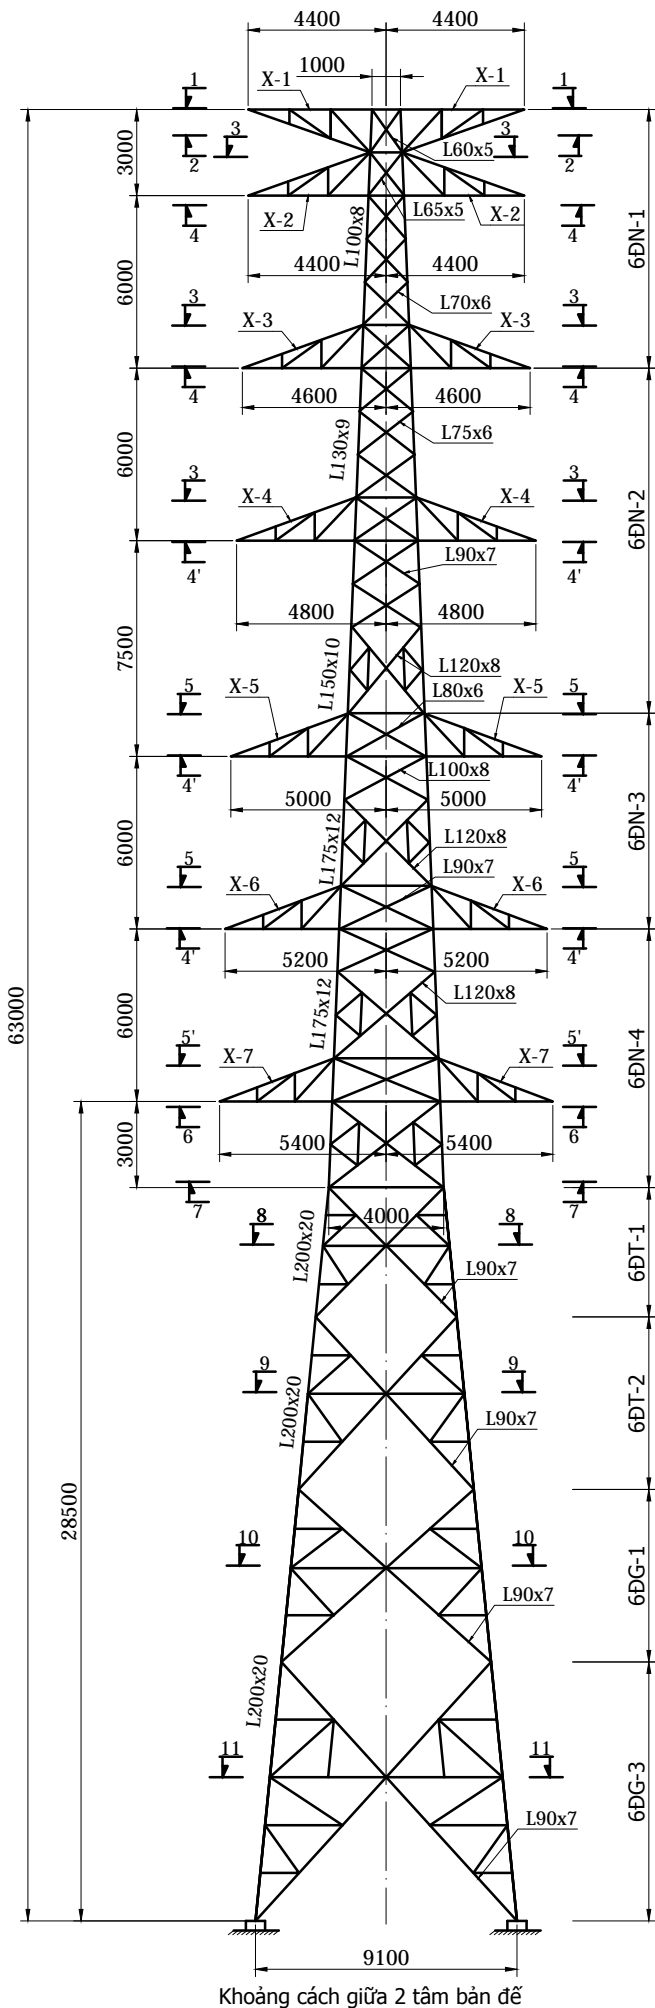 4400 4400
1000
1 X-1 X-1 1
3 3
2 L60x5 2
3000
X-2 L65x5 X-2
4 4
L100x8
6ĐN-1
4400 4400
6000
L70x6
3 X-3 X-3 3
4 4
4600 4600
L75x6
L130x9
6000
3 X-4 X-4 3
6ĐN-2
4' L90x7 4'
4800 4800
7500
L120x8
L150x10
L80x6
5 X-5 X-5 5
4' L100x8 4'
5000 5000
6ĐN-3
L120x8
L175x12
6000
L90x7
5 X-6 X-6 5
4' 4'
5200 5200
L120x8
63000
L175x12
6000
5' X-7 X-7 5'
6ĐN-4
6 6
5400 5400
3000
7 7
8 4000 8
L200x20
6ĐT-1
L90x7
9 9
L200x20
6ĐT-2
L90x7
28500
10 10
6ĐG-1
L90x7
L200x20
11 11
6ĐG-3
L90x7
9100
Khoảng cách giữa 2 tâm bản đế